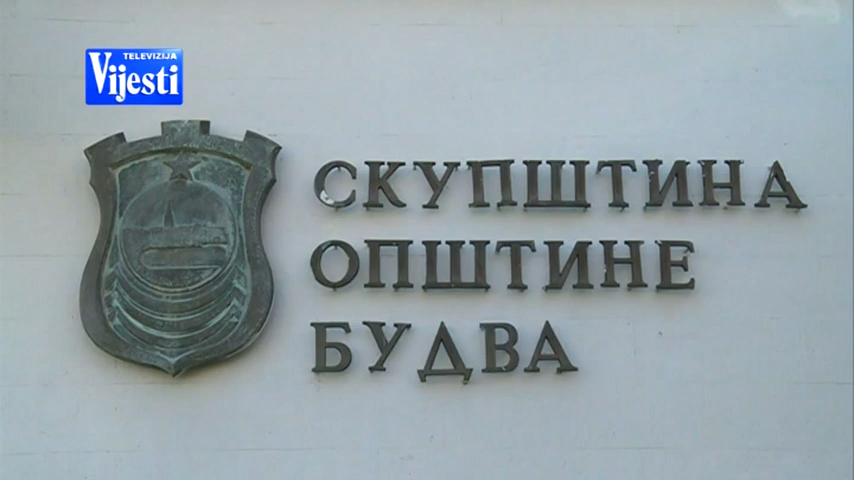 TELEVIZIJA
Vijesti
СКУПШТИНА
ОПШТИНЕ
БУДВА